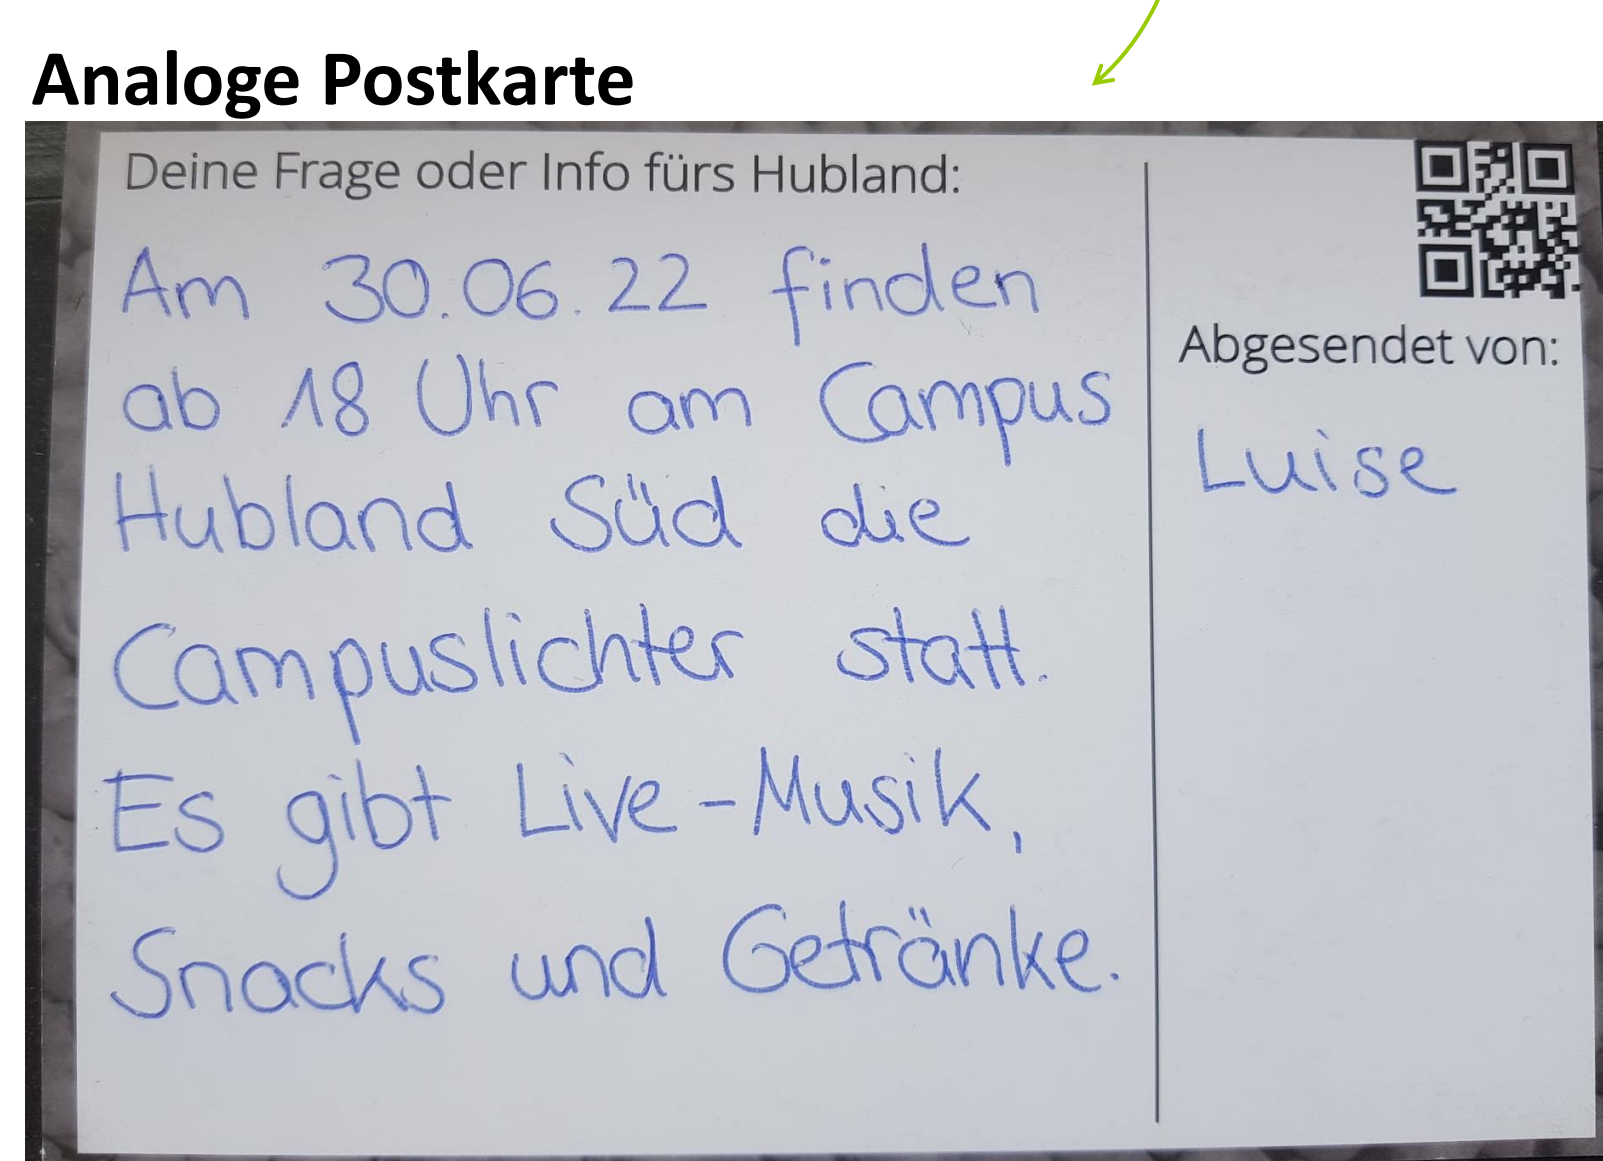 Analoge Postkarte
Deine Frage oder Info fürs Hubland:
Am 30.06.22 finden
ab 18 Uhr am Campus
Hubland Süd die
Campuslichter statt.
Es gibt Live-Musik,
Snacks und Getränke.
Abgesendet von:
Luise